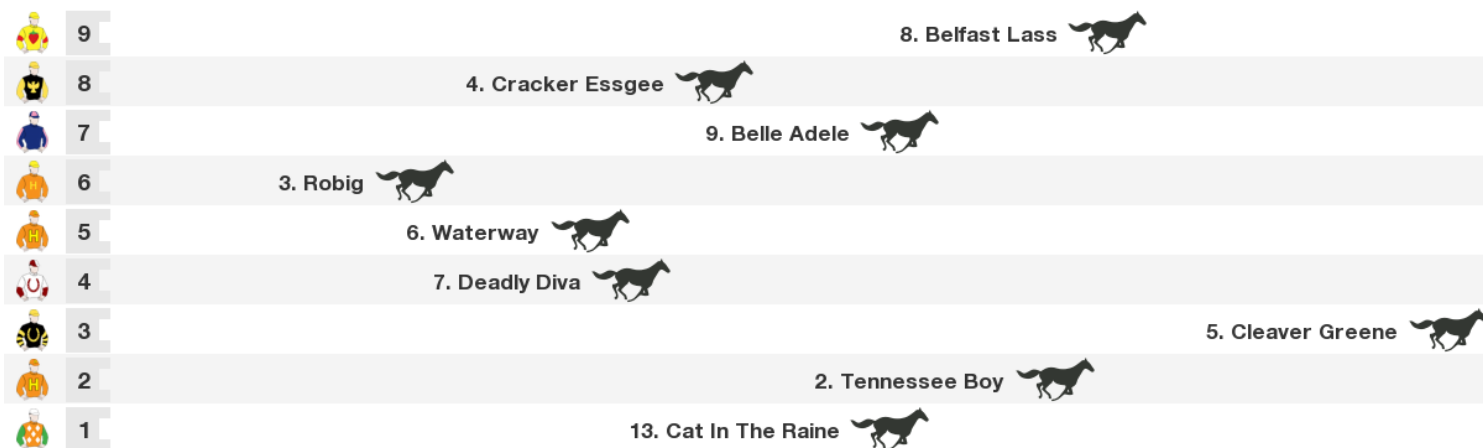 9 8. Belfast Lass
8 4. Cracker Essgee
7 9. Belle Adele
6 3. Robig
H
5 6. Waterway
H
4 7. Deadly Diva
3 5. Cleaver Greene
2 2. Tennessee Boy
H
1 13. Cat In The Raine